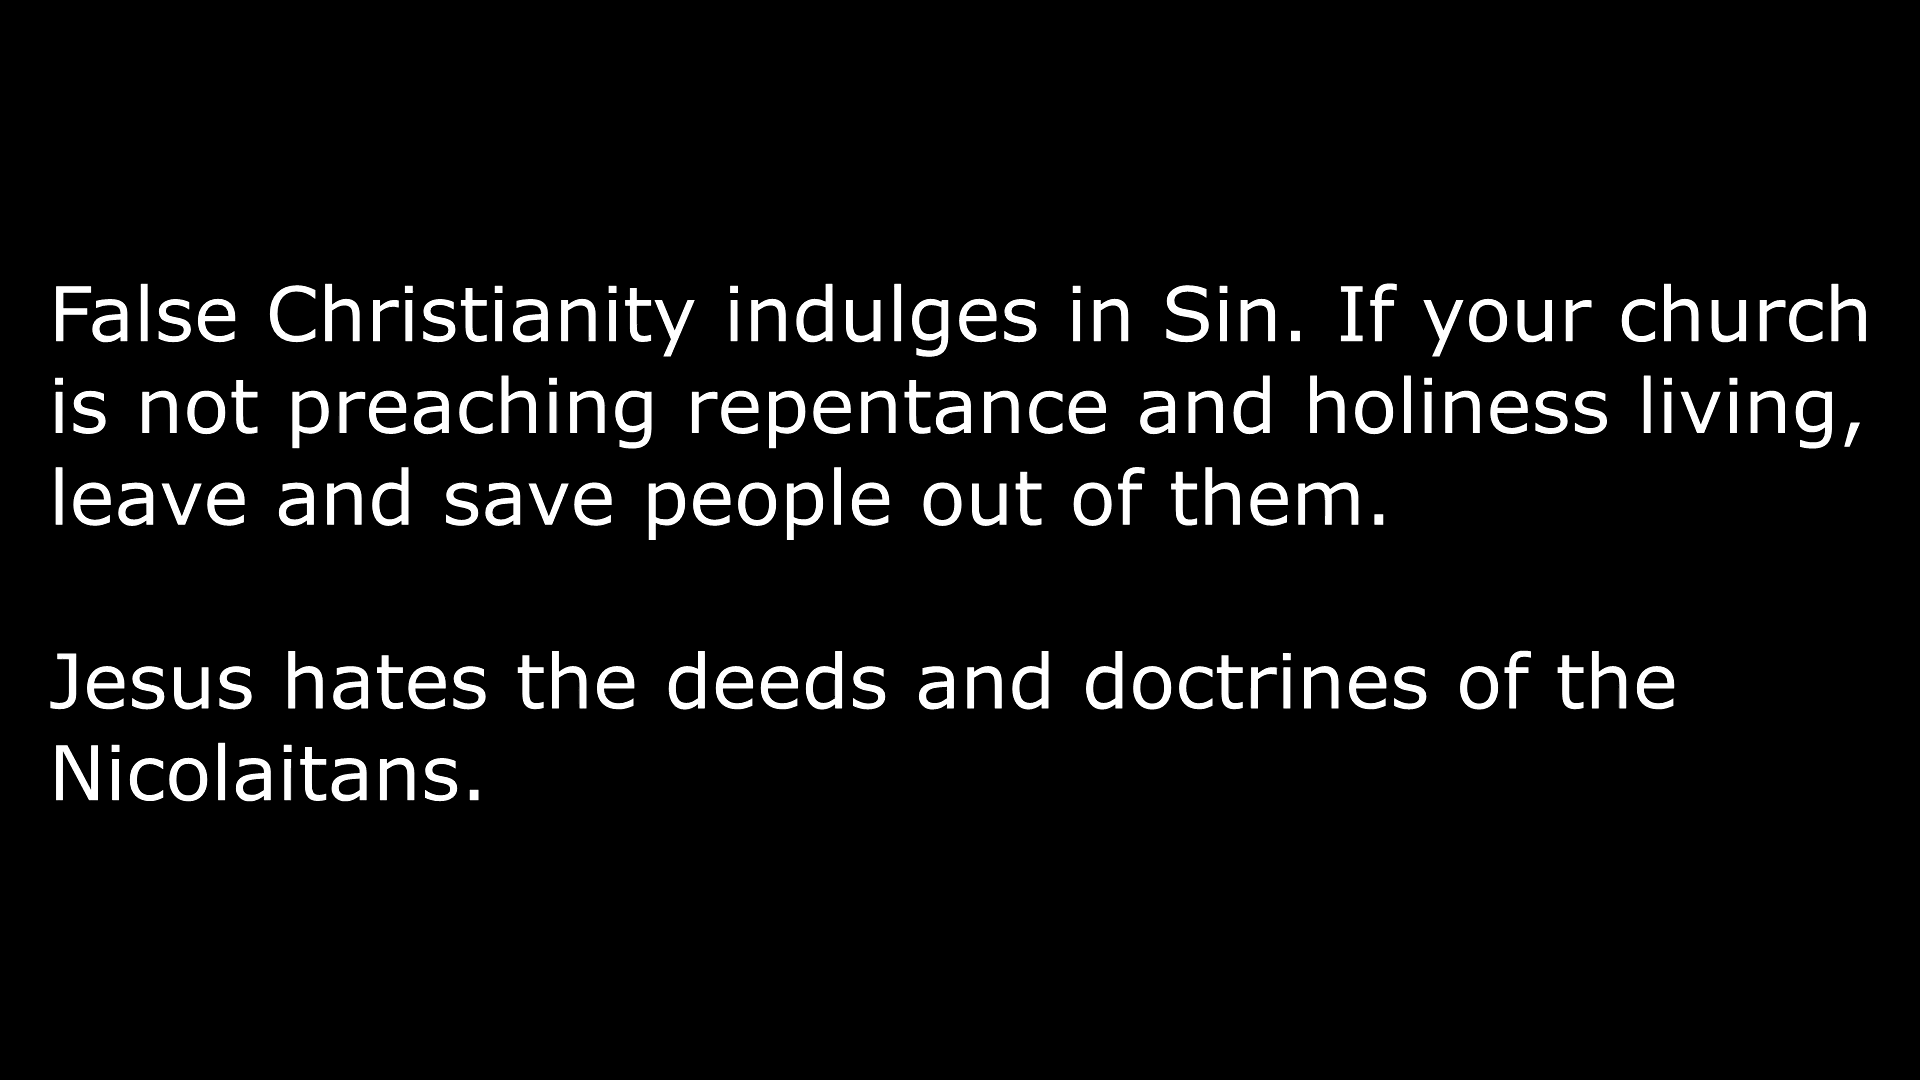 False Christianity indulges in Sin. If your church
is not preaching repentance and holiness living,
leave and save people out of them.
Jesus hates the deeds and doctrines of the
Nicolaitans.